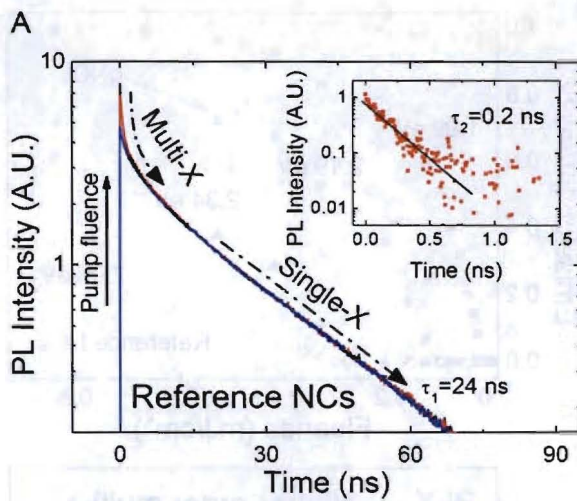 A
PL Intensity (A.U.)
10
1
Pump fluence
Multi-X
Single-X
Reference NCs
τ1=24 ns
0 30 60 90
Time (ns)
PL Intensity (A.U.)
1
0.1
0.01
τ2=0.2 ns
0.0 0.5 1.0 1.5
Time (ns)